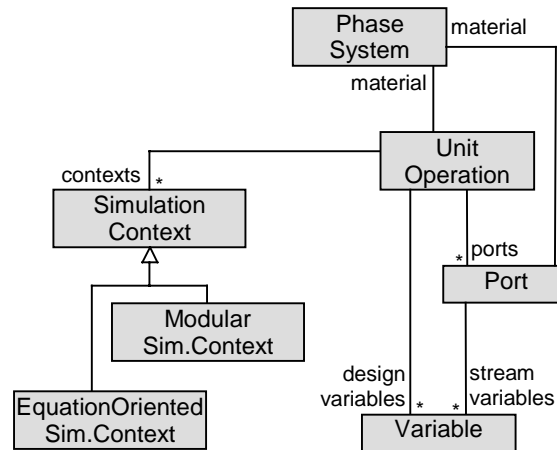 Phase
System
material
material
Unit
Operation
contexts
*
Simulation
Context
* ports
Port
Modular
Sim.Context
design
variables
*
stream
variables
*
EquationOriented
Sim.Context
Variable